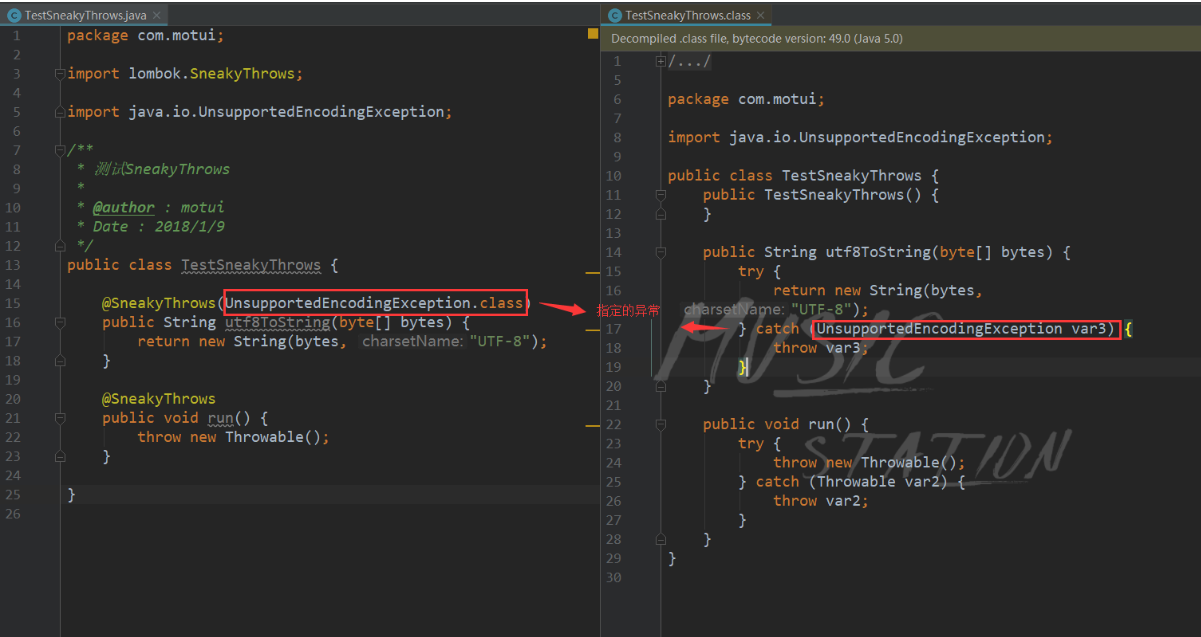 TestSneakyThrows.java
1 package com.motui;
2
3 import lombok.SneakyThrows;
4
5 import java.io.UnsupportedEncodingException;
6
7 /**
8 * 测试SneakyThrows
9 *
10 * @author : motui
11 * Date : 2018/1/9
12 */
13 public class TestSneakyThrows {
14
15 @SneakyThrows(UnsupportedEncodingException.class)
16 public String utf8ToString(byte[] bytes) {
17 return new String(bytes, charsetName: "UTF-8");
18 }
19
20 @SneakyThrows
21 public void run() {
22 throw new Throwable();
23 }
24
25 }
26
指定的异常
TestSneakyThrows.class
Decompiled .class file, bytecode version: 49.0 (Java 5.0)
1 /.../
5
6 package com.motui;
7
8 import java.io.UnsupportedEncodingException;
9
10 public class TestSneakyThrows {
11 public TestSneakyThrows() {
12 }
13
14 public String utf8ToString(byte[] bytes) {
15 try {
16 return new String(bytes,
charsetName: "UTF-8");
17 } catch (UnsupportedEncodingException var3) {
18 throw var3;
19 }
20 }
21
22 public void run() {
23 try {
24 throw new Throwable();
25 } catch (Throwable var2) {
26 throw var2;
27 }
28 }
29 }
30
MUSIC
STATION